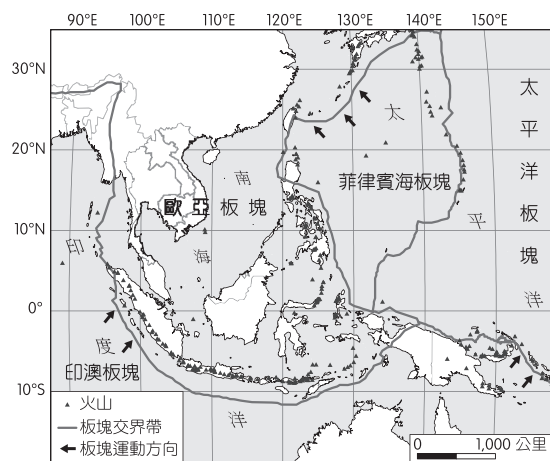 90°E 100°E 110°E 120°E 130°E 140°E 150°E
30°N
20°N
10°N
0°
10°S
太平洋板塊
太平洋
菲律賓海板塊
南海
歐亞板塊
印度洋
印澳板塊
火山
板塊交界帶
板塊運動方向
0 1,000 公里